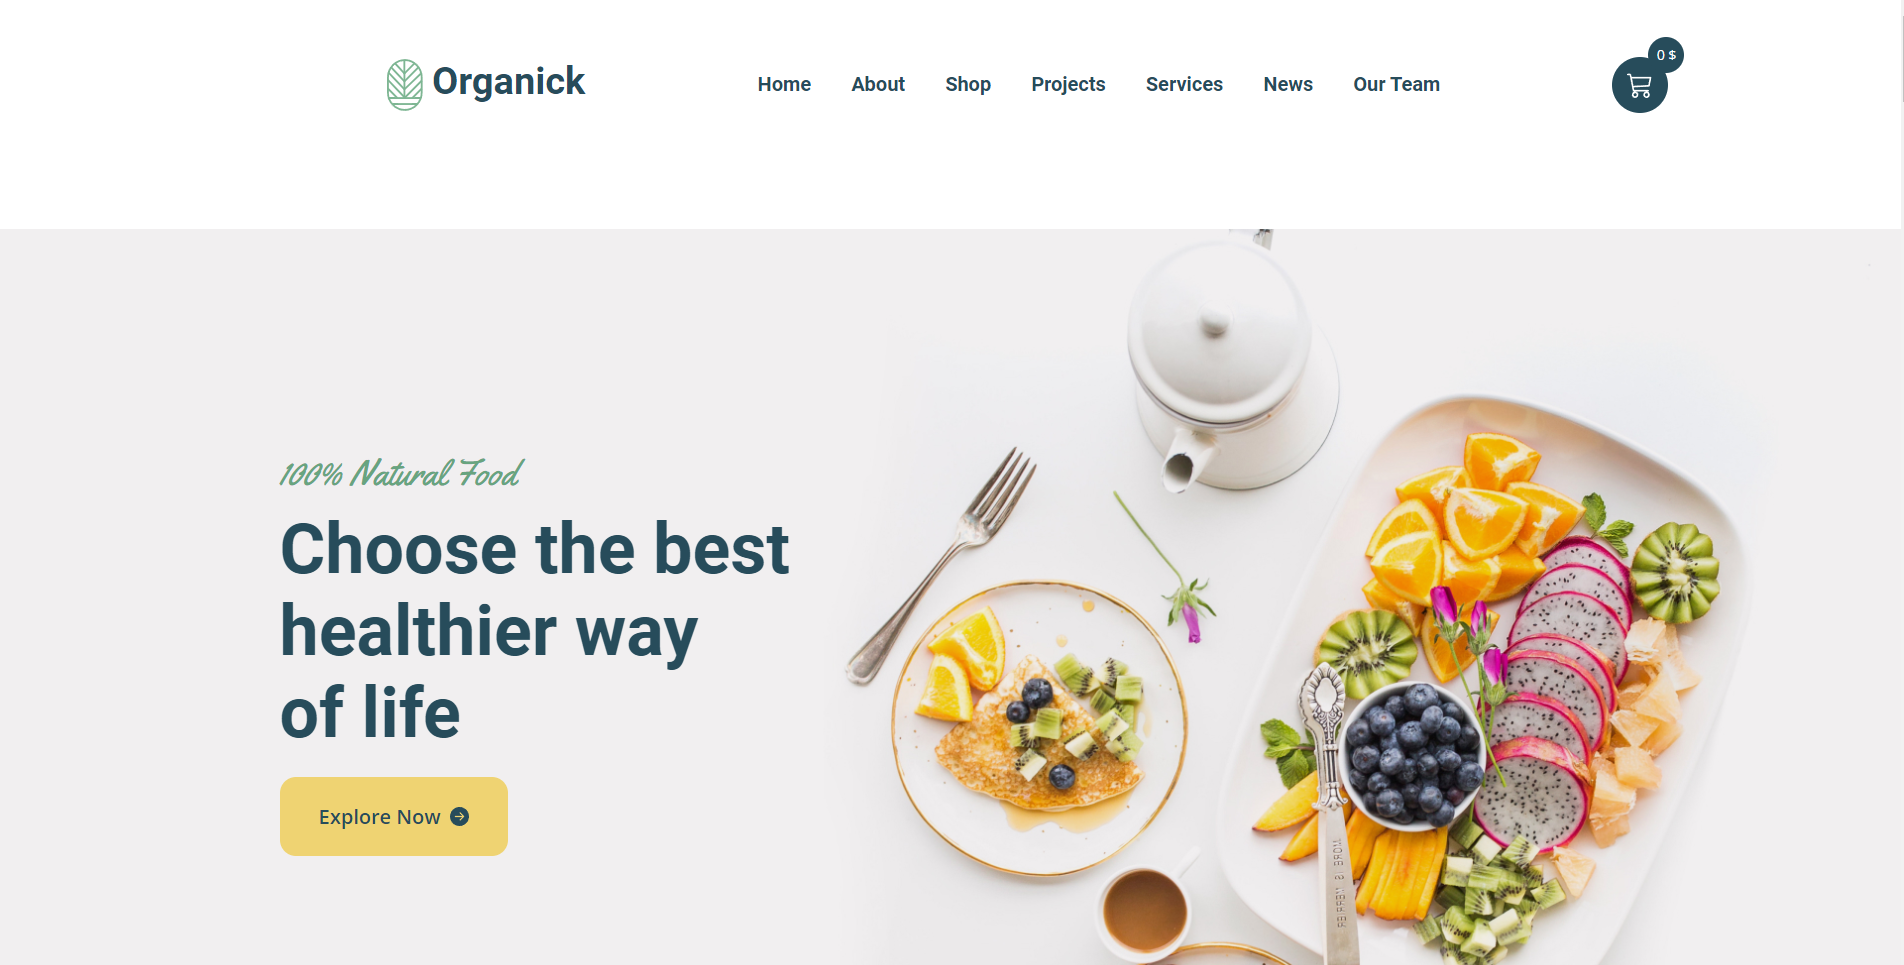 Organick
Home About Shop Projects Services News Our Team
0 $
100% Natural Food
Choose the best
healthier way
of life
Explore Now